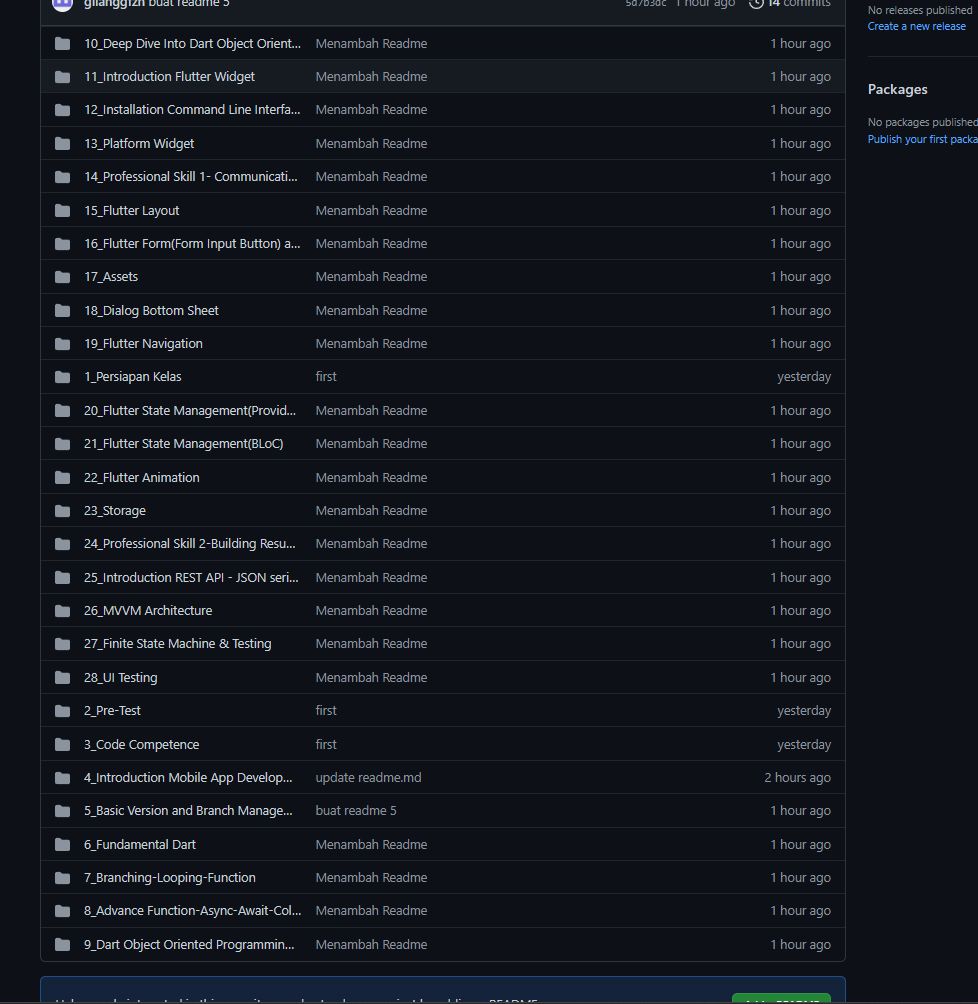 buat readme 5 1 hour ago 14 commits
10_Deep Dive Into Dart Object Orient... Menambah Readme 1 hour ago
11_Introduction Flutter Widget Menambah Readme 1 hour ago
12_Installation Command Line Interfa... Menambah Readme 1 hour ago
13_Platform Widget Menambah Readme 1 hour ago
14_Professional Skill 1- Communicati... Menambah Readme 1 hour ago
15_Flutter Layout Menambah Readme 1 hour ago
16_Flutter Form(Form Input Button) a... Menambah Readme 1 hour ago
17_Assets Menambah Readme 1 hour ago
18_Dialog Bottom Sheet Menambah Readme 1 hour ago
19_Flutter Navigation Menambah Readme 1 hour ago
1_Persiapan Kelas first yesterday
20_Flutter State Management(Provid... Menambah Readme 1 hour ago
21_Flutter State Management(BLoC) Menambah Readme 1 hour ago
22_Flutter Animation Menambah Readme 1 hour ago
23_Storage Menambah Readme 1 hour ago
24_Professional Skill 2-Building Resu... Menambah Readme 1 hour ago
25_Introduction REST API - JSON seri... Menambah Readme 1 hour ago
26_MVVM Architecture Menambah Readme 1 hour ago
27_Finite State Machine & Testing Menambah Readme 1 hour ago
28_UI Testing Menambah Readme 1 hour ago
2_Pre-Test first yesterday
3_Code Competence first yesterday
4_Introduction Mobile App Develop... update readme.md 2 hours ago
5_Basic Version and Branch Manage... buat readme 5 1 hour ago
6_Fundamental Dart Menambah Readme 1 hour ago
7_Branching-Looping-Function Menambah Readme 1 hour ago
8_Advance Function-Async-Await-Col... Menambah Readme 1 hour ago
9_Dart Object Oriented Programmin... Menambah Readme 1 hour ago
No releases published
Create a new release
Packages
No packages published
Publish your first packa